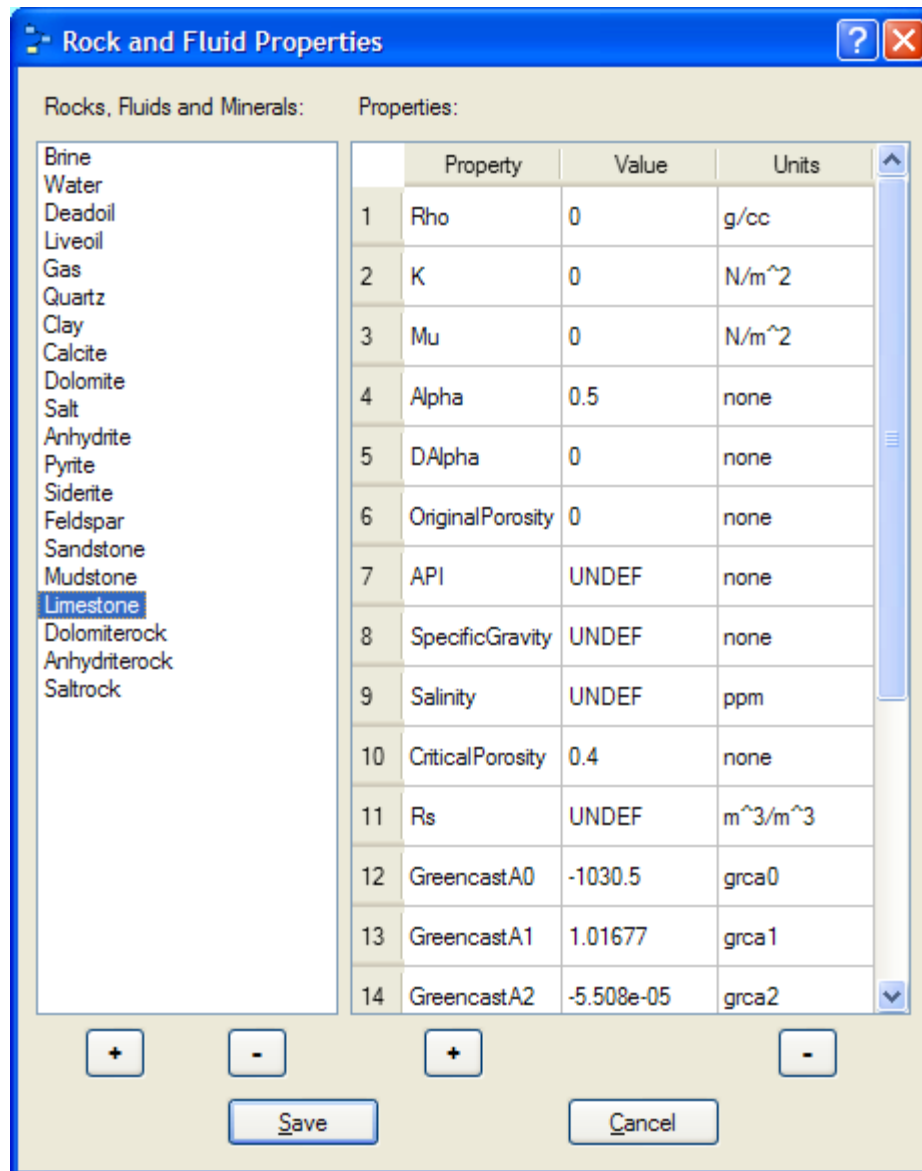 Rock and Fluid Properties
?
Rocks, Fluids and Minerals:
Properties:
Brine
Water
Deadoil
Liveoil
Gas
Quartz
Clay
Calcite
Dolomite
Salt
Anhydrite
Pyrite
Siderite
Feldspar
Sandstone
Mudstone
Limestone
Dolomiterock
Anhydriterock
Saltrock
Property Value Units
1 Rho 0 g/cc
2 K 0 N/m^2
3 Mu 0 N/m^2
4 Alpha 0.5 none
5 DAlpha 0 none
6 OriginalPorosity 0 none
7 API UNDEF none
8 SpecificGravity UNDEF none
9 Salinity UNDEF ppm
10 CriticalPorosity 0.4 none
11 Rs UNDEF m^3/m^3
12 GreencastA0 -1030.5 grca0
13 GreencastA1 1.01677 grca1
14 GreencastA2 -5.508e-05 grca2
+ - + -
Save Cancel